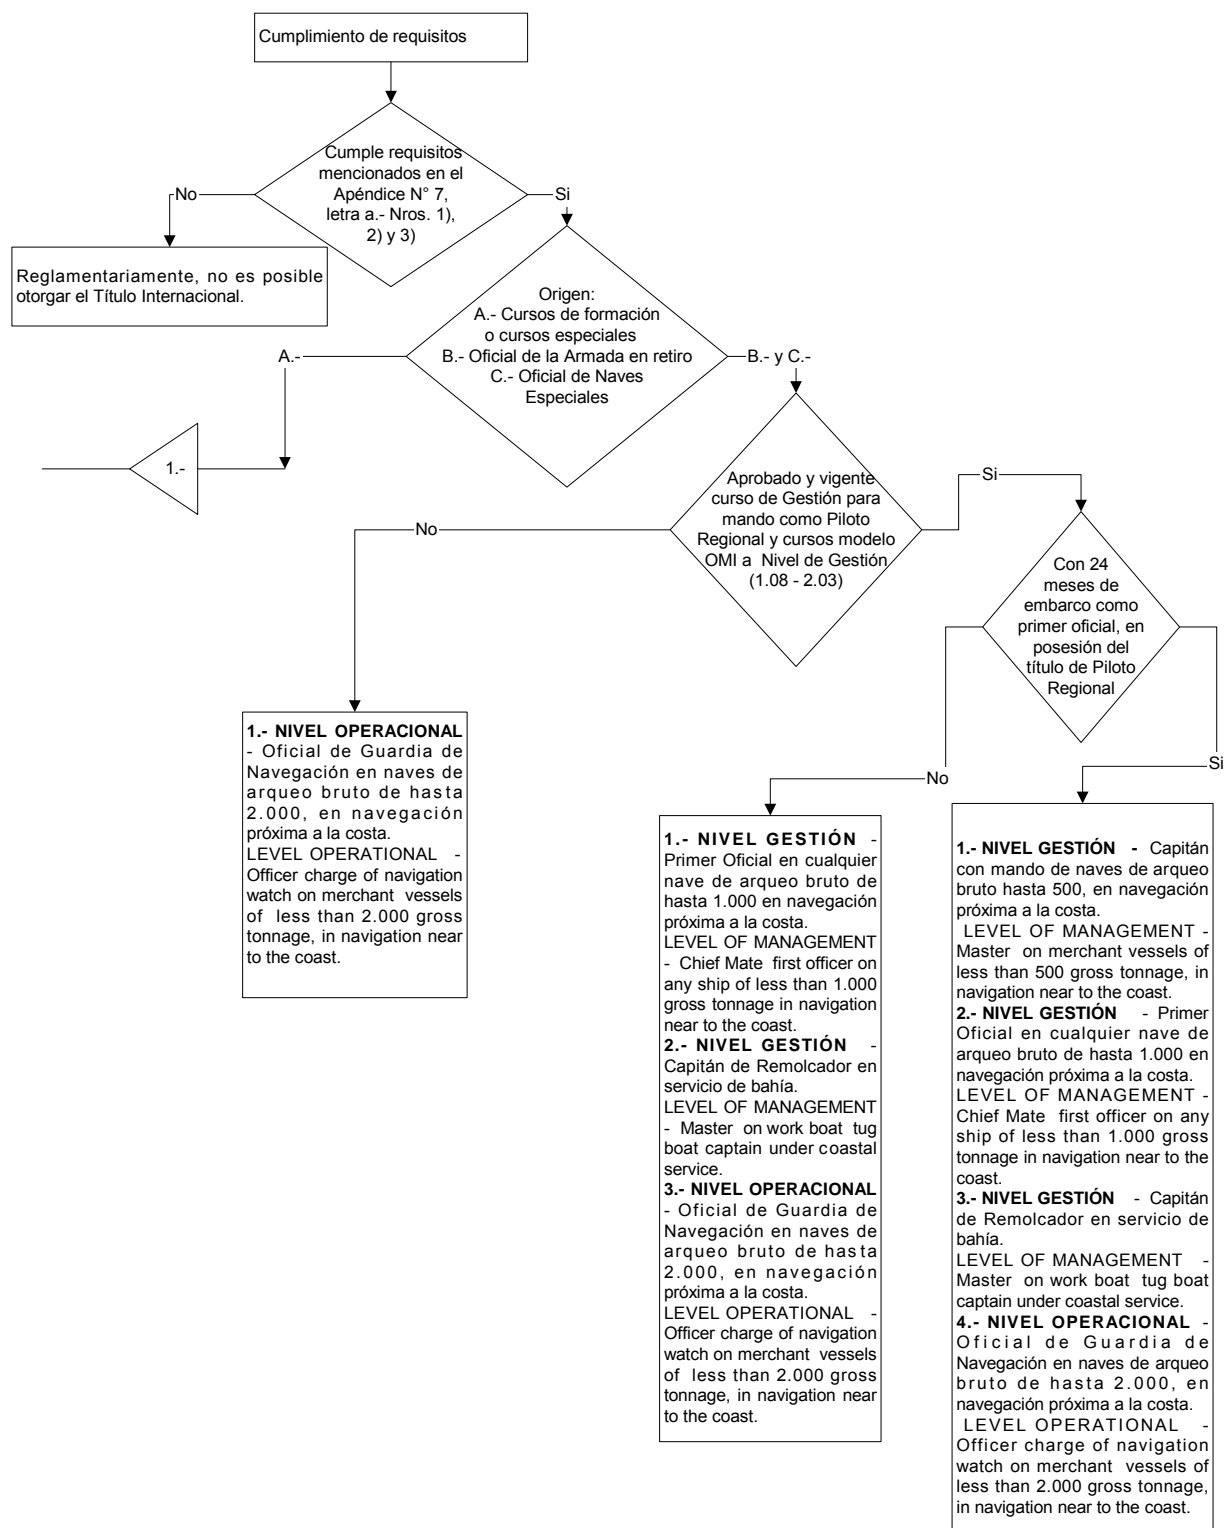 Cumplimiento de requisitos
Cumple requisitos
mencionados en el
Apéndice N° 7,
letra a.- Nros. 1),
2) y 3)
No
Si
Reglamentariamente, no es posible
otorgar el Título Internacional.
Origen:
A.- Cursos de formación
o cursos especiales
B.- Oficial de la Armada en retiro
C.- Oficial de Naves
Especiales
A.-
B.- y C.-
1.-
Aprobado y vigente
curso de Gestión para
mando como Piloto
Regional y cursos modelo
OMI a Nivel de Gestión
(1.08 - 2.03)
No
Si
Con 24
meses de
embarco como
primer oficial, en
posesión del
título de Piloto
Regional
No
Si
1.- NIVEL OPERACIONAL
- Oficial de Guardia de
Navegación en naves de
arqueo bruto de hasta
2.000, en navegación
próxima a la costa.
LEVEL OPERATIONAL -
Officer charge of navigation
watch on merchant vessels
of less than 2.000 gross
tonnage, in navigation near
to the coast.
1.- NIVEL GESTIÓN -
Primer Oficial en cualquier
nave de arqueo bruto de
hasta 1.000 en navegación
próxima a la costa.
LEVEL OF MANAGEMENT
- Chief Mate first officer on
any ship of less than 1.000
gross tonnage in navigation
near to the coast.
2.- NIVEL GESTIÓN -
Capitán de Remolcador en
servicio de bahía.
LEVEL OF MANAGEMENT
- Master on work boat tug
boat captain under coastal
service.
3.- NIVEL OPERACIONAL
- Oficial de Guardia de
Navegación en naves de
arqueo bruto de hasta
2.000, en navegación
próxima a la costa.
LEVEL OPERATIONAL -
Officer charge of navigation
watch on merchant vessels
of less than 2.000 gross
tonnage, in navigation near
to the coast.
1.- NIVEL GESTIÓN - Capitán
con mando de naves de arqueo
bruto hasta 500, en navegación
próxima a la costa.
LEVEL OF MANAGEMENT -
Master on merchant vessels of
less than 500 gross tonnage, in
navigation near to the coast.
2.- NIVEL GESTIÓN - Primer
Oficial en cualquier nave de
arqueo bruto de hasta 1.000 en
navegación próxima a la costa.
LEVEL OF MANAGEMENT -
Chief Mate first officer on any
ship of less than 1.000 gross
tonnage in navigation near to the
coast.
3.- NIVEL GESTIÓN - Capitán
de Remolcador en servicio de
bahía.
LEVEL OF MANAGEMENT -
Master on work boat tug boat
captain under coastal service.
4.- NIVEL OPERACIONAL -
Oficial de Guardia de
Navegación en naves de arqueo
bruto de hasta 2.000, en
navegación próxima a la costa.
LEVEL OPERATIONAL -
Officer charge of navigation
watch on merchant vessels of
less than 2.000 gross tonnage,
in navigation near to the coast.